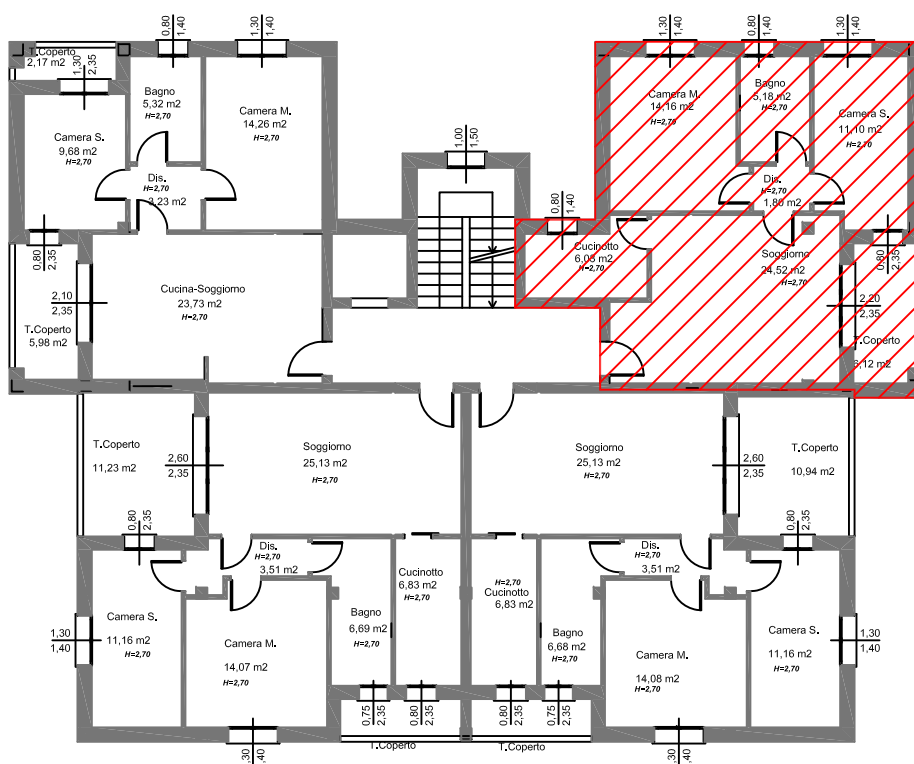 1,30
1,40
0,80
1,40
1,30
1,40
0,80
1,40
1,30
1,40
0,80
1,40
T.Coperto
2,17 m2
1,30
2,35
Bagno
5,32 m2
H=2,70
Camera M.
14,26 m2
H=2,70
Camera S.
9,68 m2
H=2,70
Dis.
H=2,70
3,23 m2
1,00
1,50
Camera M.
14,16 m2
H=2,70
Bagno
5,18 m2
H=2,70
Camera S.
11,10 m2
H=2,70
Dis.
H=2,70
1,80 m2
0,80
2,35
Cucina-Soggiorno
23,73 m2
H=2,70
2,10
2,35
T.Coperto
5,98 m2
Cucinotto
6,05 m2
H=2,70
Soggiorno
24,52 m2
H=2,70
0,80
2,35
2,20
2,35
T.Coperto
6,12 m2
T.Coperto
11,23 m2
2,60
2,35
Soggiorno
25,13 m2
H=2,70
Soggiorno
25,13 m2
H=2,70
2,60
2,35
T.Coperto
10,94 m2
0,80
2,35
0,80
2,35
Dis.
H=2,70
3,51 m2
Cucinotto
6,83 m2
H=2,70
H=2,70
Cucinotto
6,83 m2
Dis.
H=2,70
3,51 m2
Camera S.
11,16 m2
H=2,70
1,30
1,40
Camera M.
14,07 m2
H=2,70
Bagno
6,69 m2
H=2,70
Bagno
6,68 m2
H=2,70
Camera M.
14,08 m2
H=2,70
Camera S.
11,16 m2
H=2,70
1,30
1,40
0,75
2,35
0,80
2,35
0,80
2,35
0,75
2,35
T.Coperto
T.Coperto
,30
,40
,30
,40